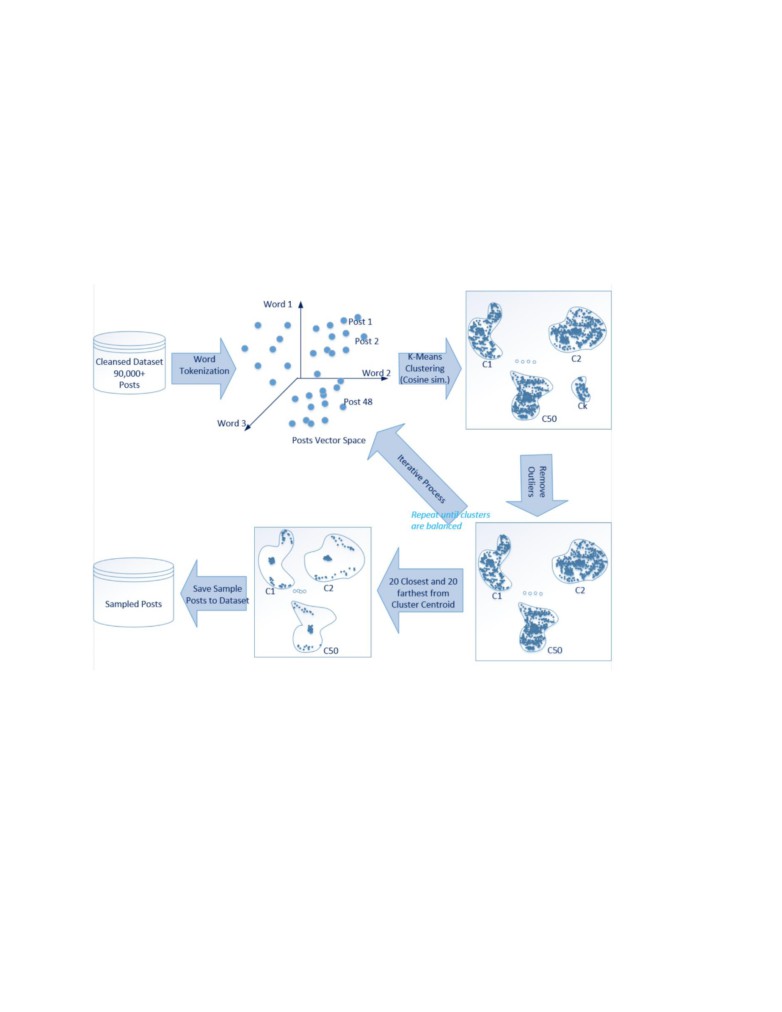 Cleansed Dataset
90,000+
Posts
Word
Tokenization
Word 1
Post 1
Post 2
Word 2
Post 48
Word 3
Posts Vector Space
K-Means
Clustering
(Cosine sim.)
C1
C2
C50
Ck
Remove
Outliers
Iterative Process
Repeat until clusters
are balanced
C1
C2
C50
20 Closest and 20
farthest from
Cluster Centroid
C1
C2
C50
Save Sample
Posts to Dataset
Sampled Posts